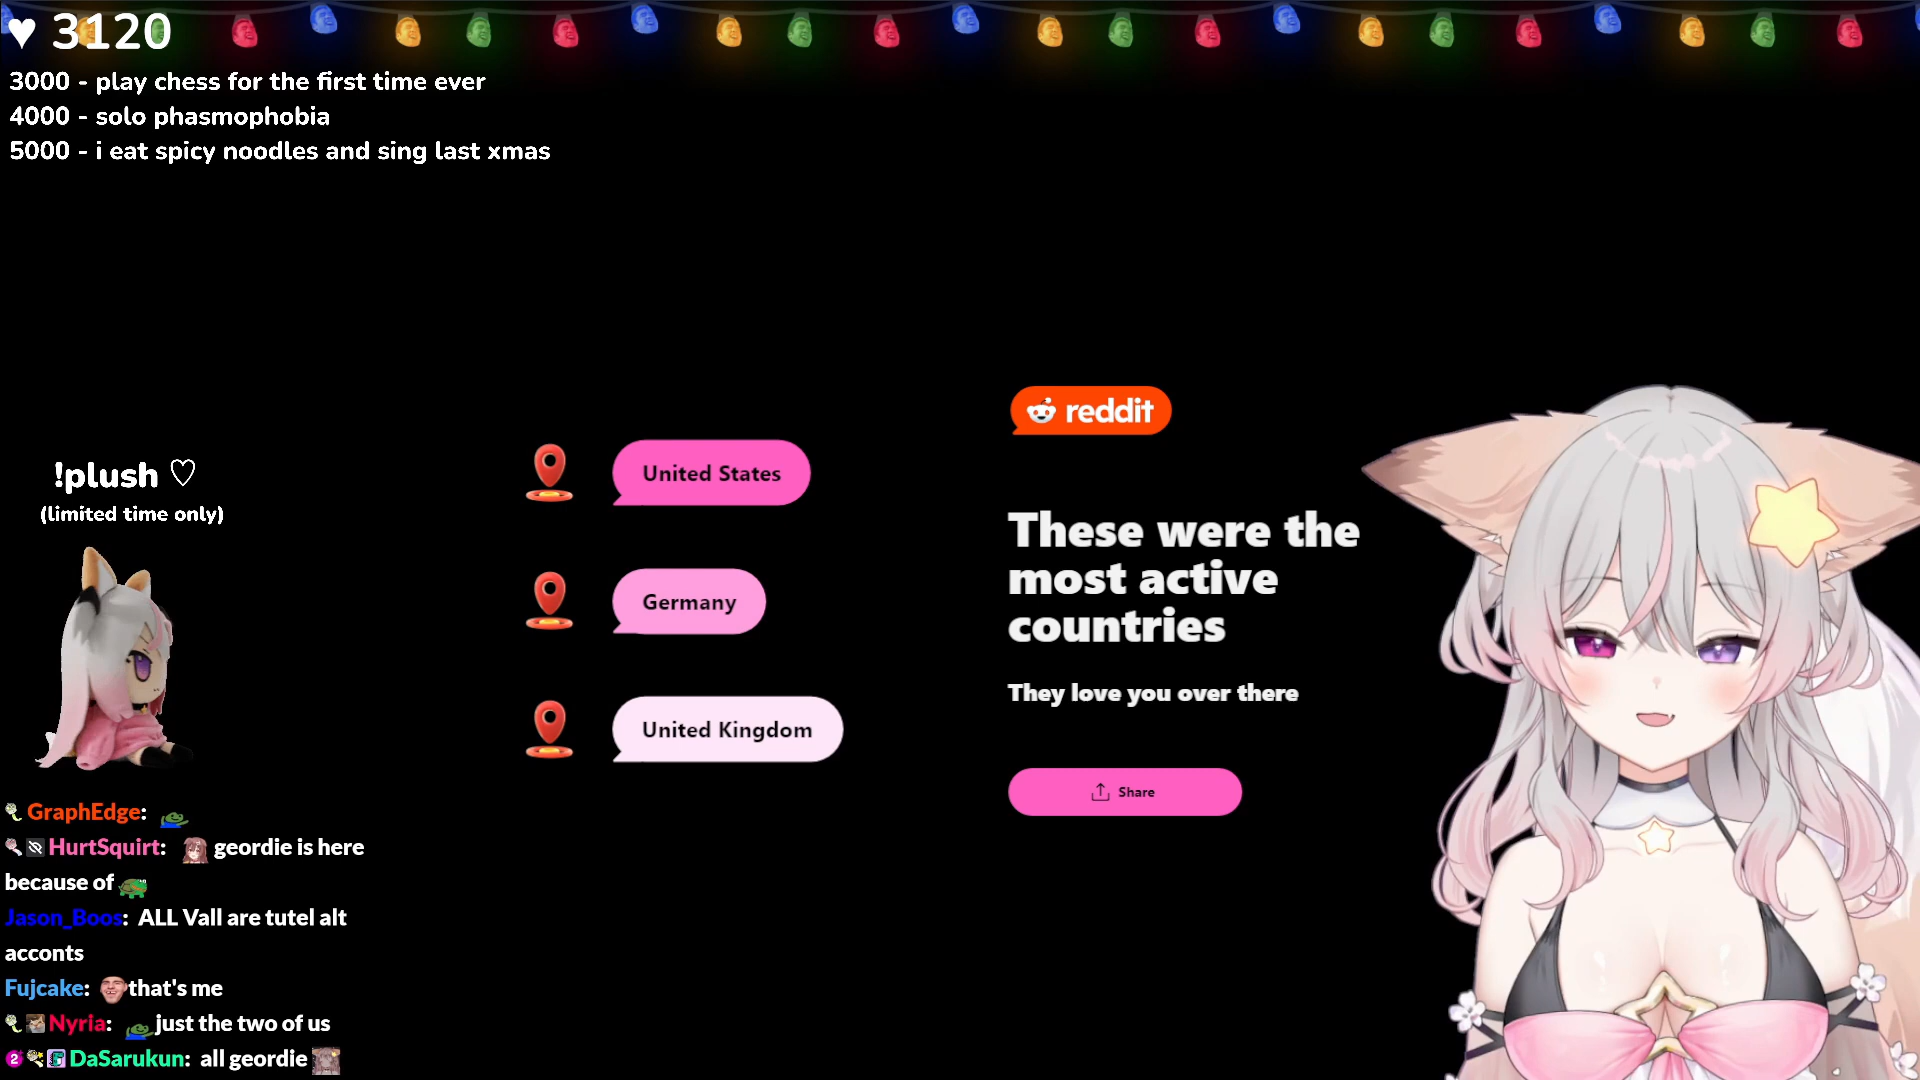 ♥ 3120
3000 - play chess for the first time ever
4000 - solo phasmophobia
5000 - i eat spicy noodles and sing last xmas
!plush ♡
(limited time only)
United States
Germany
United Kingdom
reddit
These were the
most active
countries
They love you over there
Share
GraphEdge:
HurtSquirt: geordie is here
because of
Jason_Boos: ALL Vall are tutel alt
acconts
Fujcake: that's me
Nyria: just the two of us
2 DaSarukun: all geordie